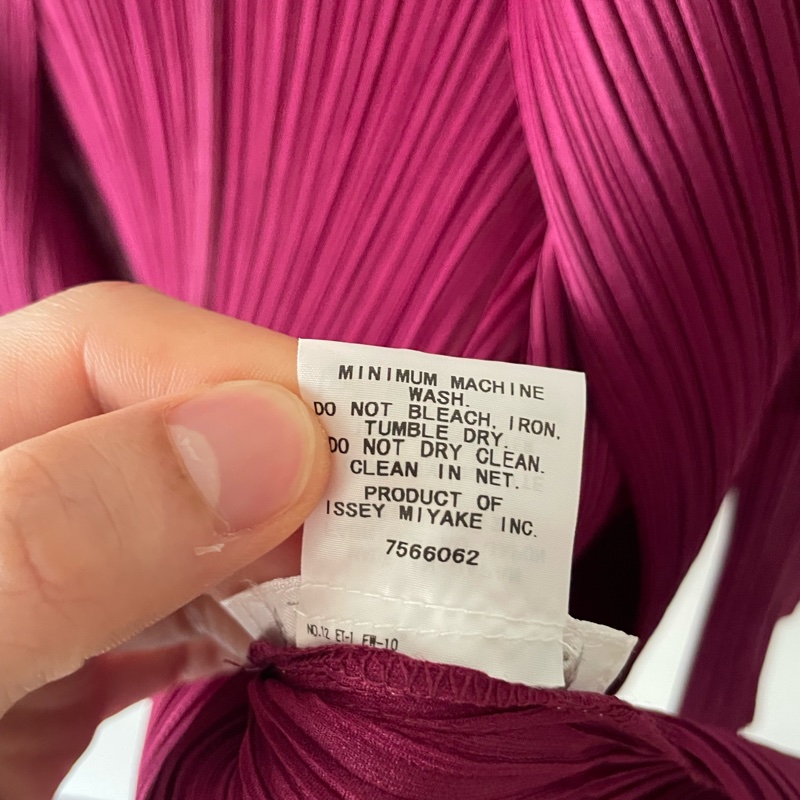 MINIMUM MACHINE
WASH.
DO NOT BLEACH, IRON,
TUMBLE DRY.
DO NOT DRY CLEAN.
CLEAN IN NET.
PRODUCT OF
ISSEY MIYAKE INC.
7566062
NO.12 ET-1 FW-10